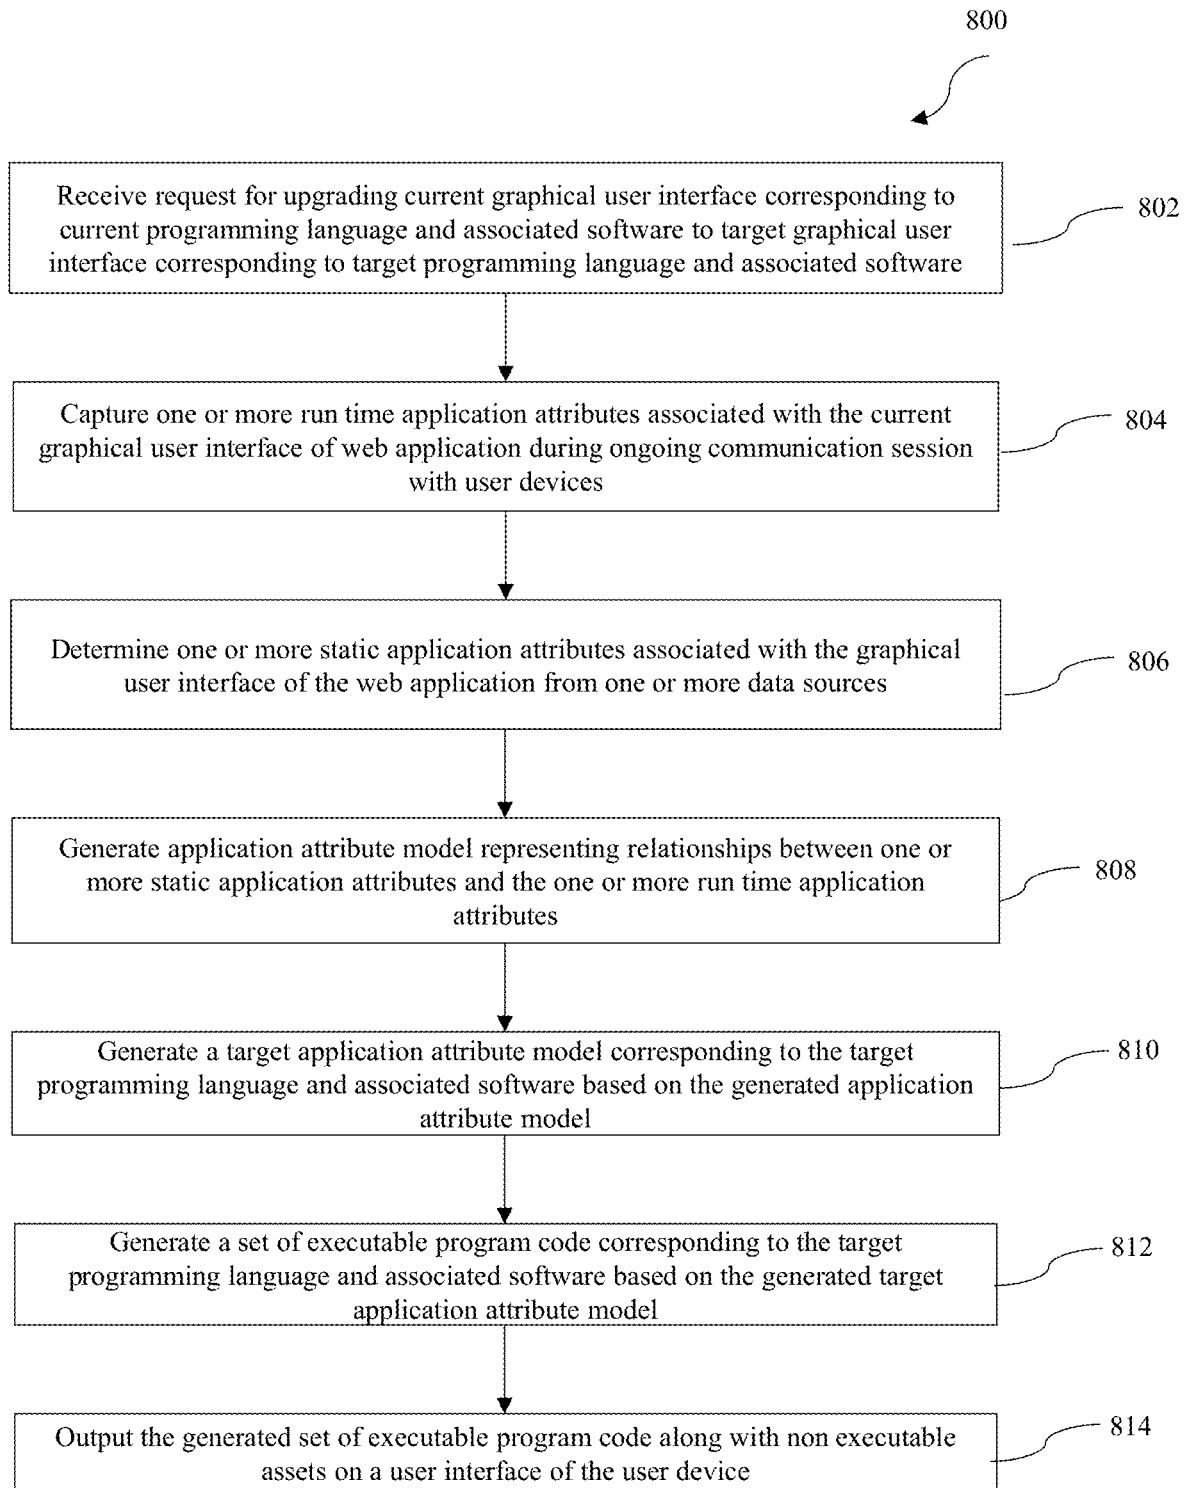 800
Receive request for upgrading current graphical user interface corresponding to
current programming language and associated software to target graphical user
interface corresponding to target programming language and associated software
802
Capture one or more run time application attributes associated with the current
graphical user interface of web application during ongoing communication session
with user devices
804
Determine one or more static application attributes associated with the graphical
user interface of the web application from one or more data sources
806
Generate application attribute model representing relationships between one or
more static application attributes and the one or more run time application
attributes
808
Generate a target application attribute model corresponding to the target
programming language and associated software based on the generated application
attribute model
810
Generate a set of executable program code corresponding to the target
programming language and associated software based on the generated target
application attribute model
812
Output the generated set of executable program code along with non executable
assets on a user interface of the user device
814